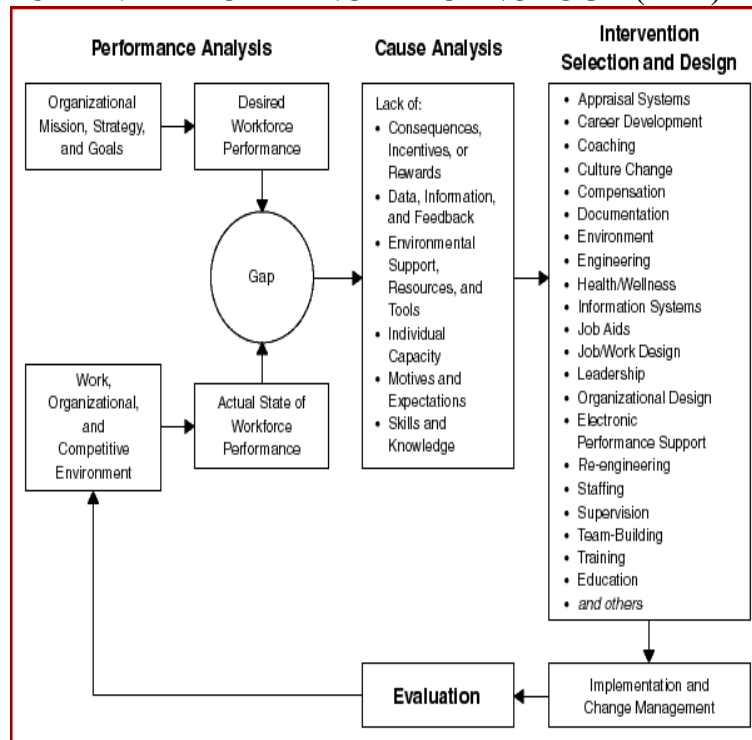 Performance Analysis
Organizational
Mission, Strategy,
and Goals
Desired
Workforce
Performance
Gap
Work,
Organizational,
and
Competitive
Environment
Actual State of
Workforce
Performance
Cause Analysis
Lack of:
• Consequences,
Incentives, or
Rewards
• Data, Information,
and Feedback
• Environmental
Support,
Resources, and
Tools
• Individual
Capacity
• Motives and
Expectations
• Skills and
Knowledge
Intervention
Selection and Design
• Appraisal Systems
• Career Development
• Coaching
• Culture Change
• Compensation
• Documentation
• Environment
• Engineering
• Health/Wellness
• Information Systems
• Job Aids
• Job/Work Design
• Leadership
• Organizational Design
• Electronic
Performance Support
• Re-engineering
• Staffing
• Supervision
• Team-Building
• Training
• Education
• and others
Implementation and
Change Management
Evaluation